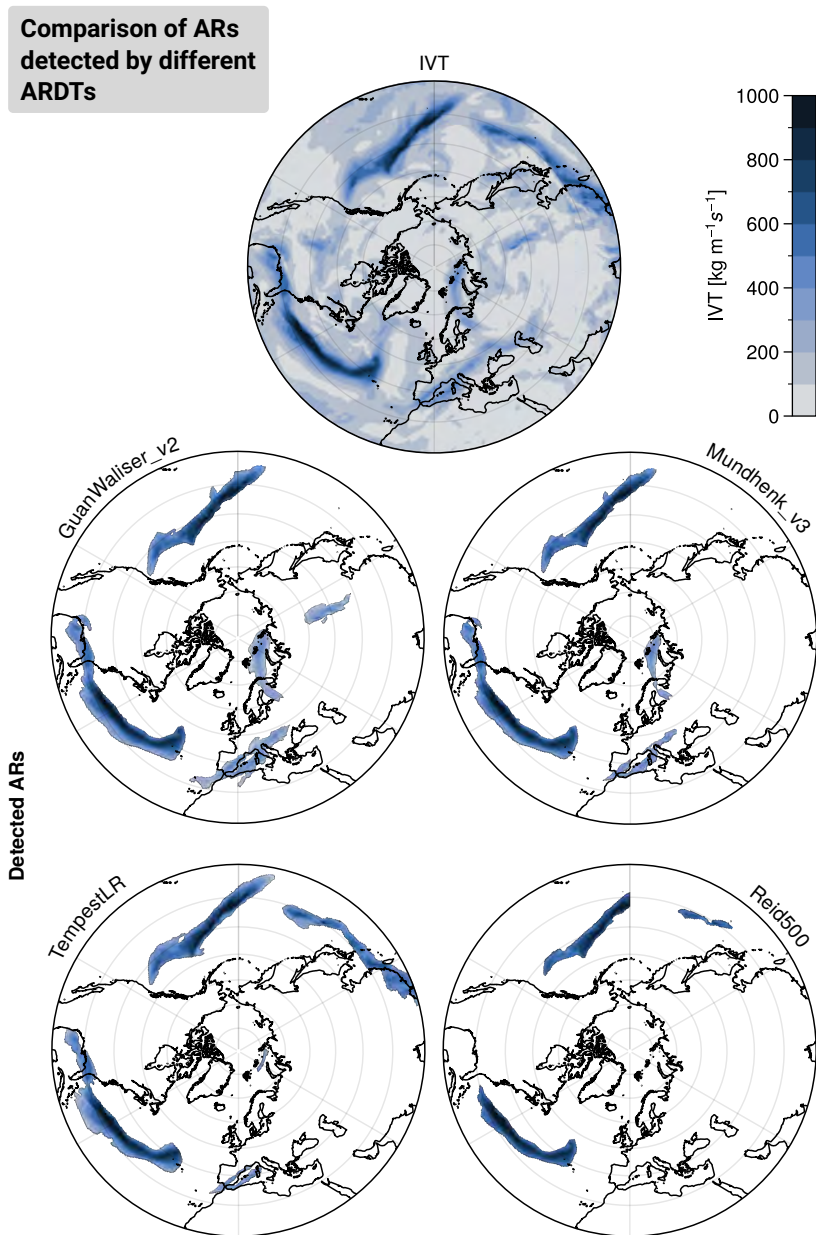 Comparison of ARs
detected by different
ARDTs
IVT
1000
800
600
400
200
0
IVT [kg m⁻¹s⁻¹]
GuanWaliser_v2
Mundhenk_v3
Detected ARs
TempestLR
Reid500